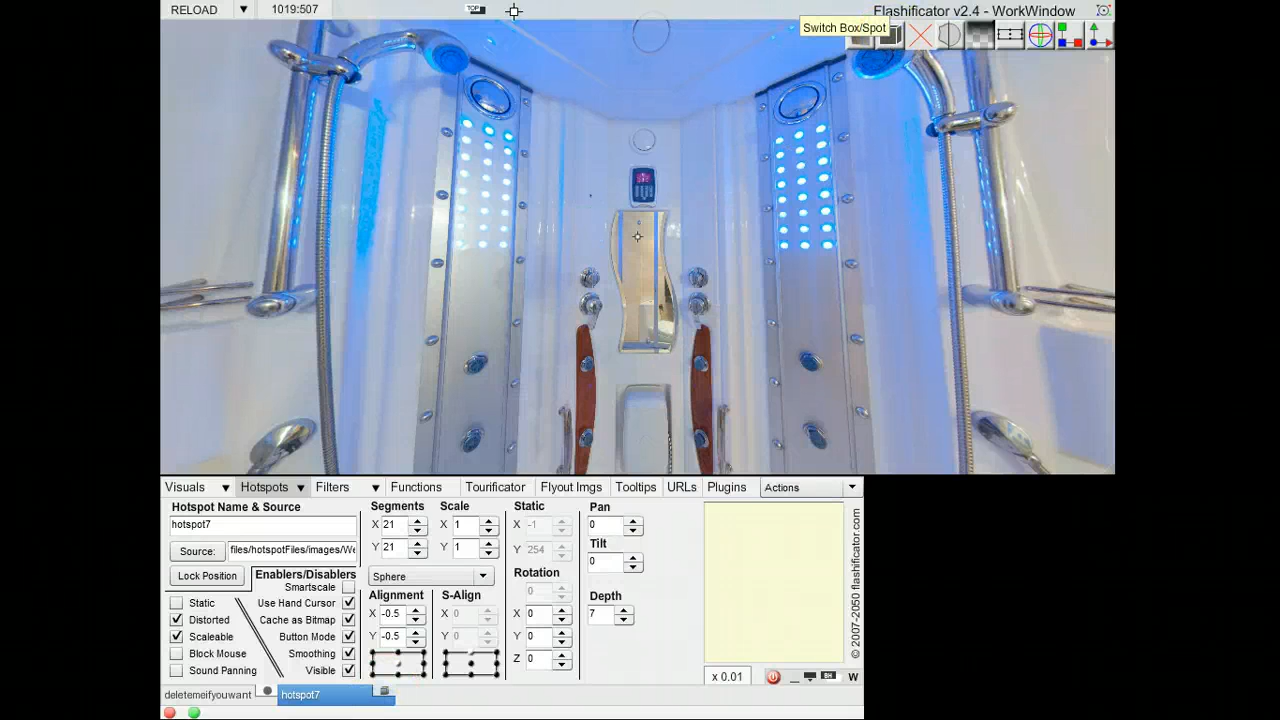 RELOAD 1019:507 TOP Flashificator v2.4 - WorkWindow
Switch Box/Spot
Visuals Hotspots Filters Functions Tourificator Flyout Imgs Tooltips URLs Plugins Actions
Hotspot Name & Source Segments Scale Static Pan
hotspot7 X 21 X 1 X -1 0
Tilt
Y 21 Y 1 Y 254
Source: files/hotspotFiles/images/We 0
Rotation
Lock Position Enablers/Disablers Sphere
Smartscale 0
Alignment S-Align Depth
Static Use Hand Cursor X -0.5 X 0 X 0 7
Distorted Cache as Bitmap
Scaleable Button Mode Y -0.5 Y 0 Y 0
Block Mouse Smoothing Z 0
Sound Panning Visible
x 0.01 BH W
deletemeifyouwant hotspot7
© 2007-2050 flashificator.com